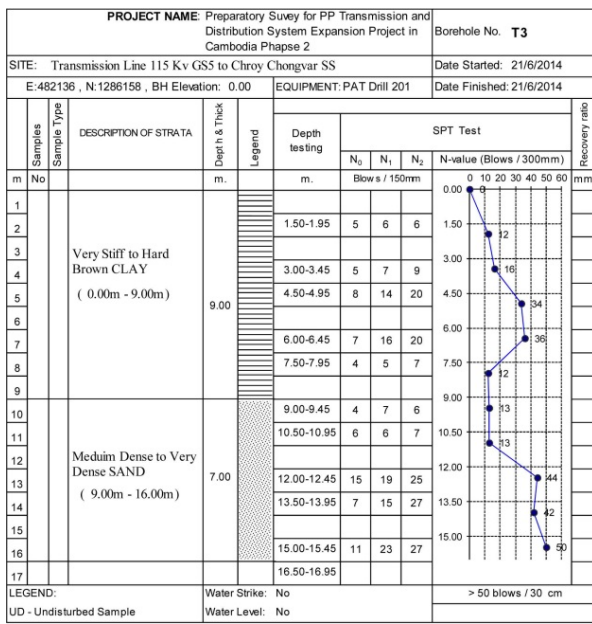 PROJECT NAME: Preparatory Suvey for PP Transmission and
Distribution System Expansion Project in
Cambodia Phapse 2
Borehole No. T3
SITE: Transmission Line 115 Kv GS5 to Chroy Chongvar SS
Date Started: 21/6/2014
E:482136 , N:1286158 , BH Elevation: 0.00
EQUIPMENT: PAT Drill 201
Date Finished: 21/6/2014
Samples
Sample Type
DESCRIPTION OF STRATA
Depth & Thick
Legend
Depth testing
SPT Test
Recovery ratio
N0 N1 N2
N-value (Blows / 300mm)
m No m. m. Blows / 150mm 0 10 20 30 40 50 60 mm
0.00 0
1
2 1.50-1.95 5 6 6 1.50 12
3 3.00
4 3.00-3.45 5 7 9 16
5 4.50-4.95 8 14 20 4.50 34
6 6.00
7 6.00-6.45 7 16 20 36
8 7.50-7.95 4 5 7 7.50 12
9 9.00
Very Stiff to Hard
Brown CLAY
( 0.00m - 9.00m)
9.00
10 9.00-9.45 4 7 6 13
11 10.50-10.95 6 6 7 10.50 13
12 12.00
13 12.00-12.45 15 19 25 44
14 13.50-13.95 7 15 27 13.50 42
15 15.00
16 15.00-15.45 11 23 27 50
17 16.50-16.95
Meduim Dense to Very
Dense SAND
( 9.00m - 16.00m)
7.00
LEGEND:
Water Strike: No
> 50 blows / 30 cm
UD - Undisturbed Sample
Water Level: No